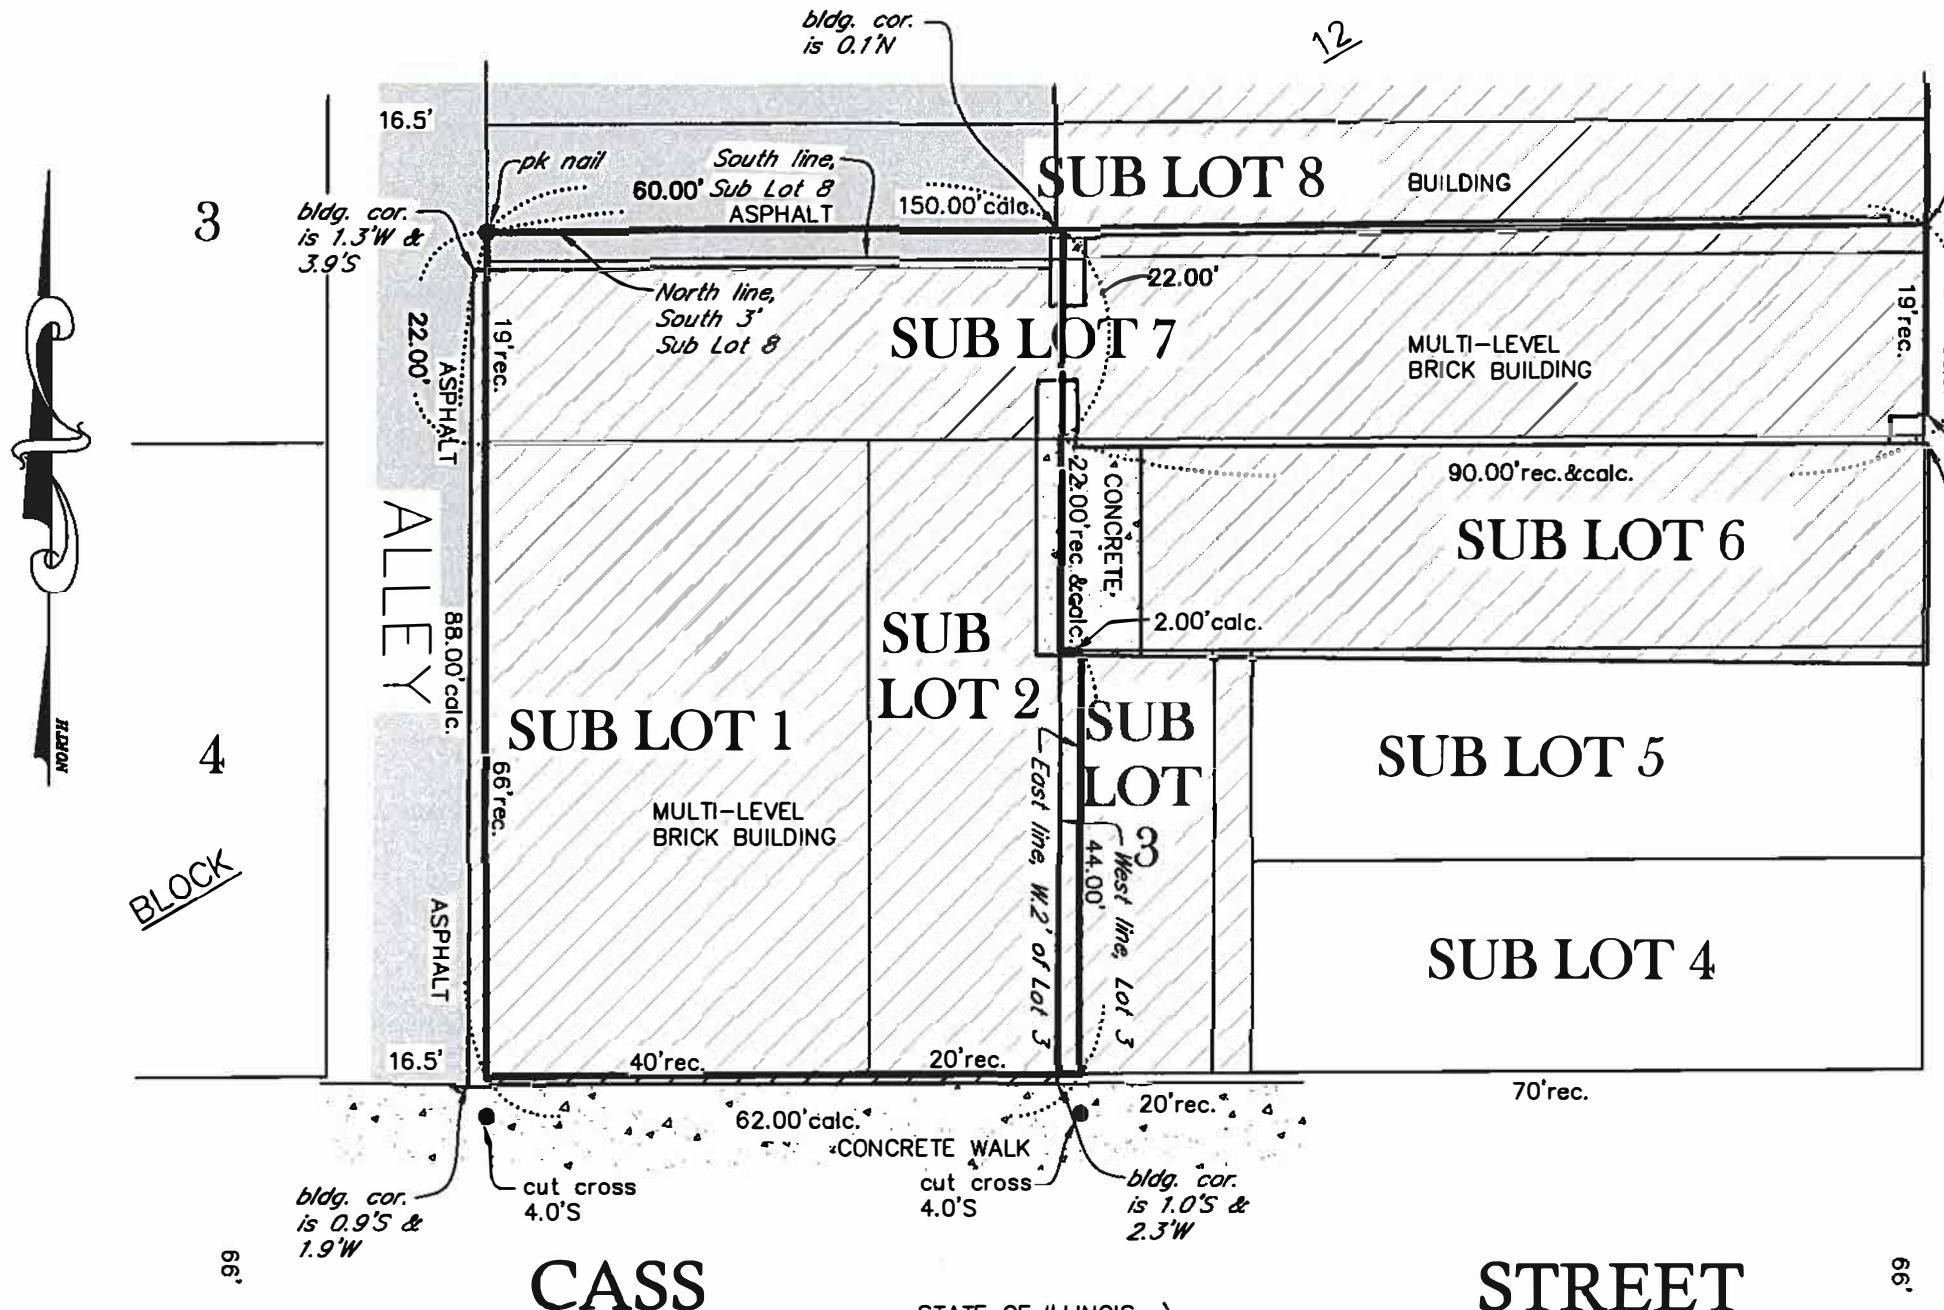 bldg. cor.
is 0.1'N
12
16.5'
pk nail
South line,
60.00' Sub Lot 8
ASPHALT
150.00'calc.
SUB LOT 8
BUILDING
3
bldg. cor.
is 1.3'W &
3.9'S
North line,
South 3'
Sub Lot 8
22.00'
19'rec.
22.00'
ASPHALT
SUB LOT 7
MULTI-LEVEL
BRICK BUILDING
19'rec.
90.00'rec.&calc.
22.00'rec.&calc.
CONCRETE
SUB LOT 6
2.00'calc.
ALLEY
88.00'calc.
SUB
LOT 2
SUB LOT 1
66'rec.
MULTI-LEVEL
BRICK BUILDING
SUB
LOT
3
East line, W.2' of Lot 3
West line, Lot 3
44.00'
SUB LOT 5
SUB LOT 4
NORTH
4
BLOCK
ASPHALT
16.5'
40'rec.
20'rec.
20'rec.
70'rec.
62.00'calc.
CONCRETE WALK
cut cross
4.0'S
cut cross
4.0'S
bldg. cor.
is 0.9'S &
1.9'W
bldg. cor.
is 1.0'S &
2.3'W
66'
CASS STREET
66'
STATE OF ILLINOIS )